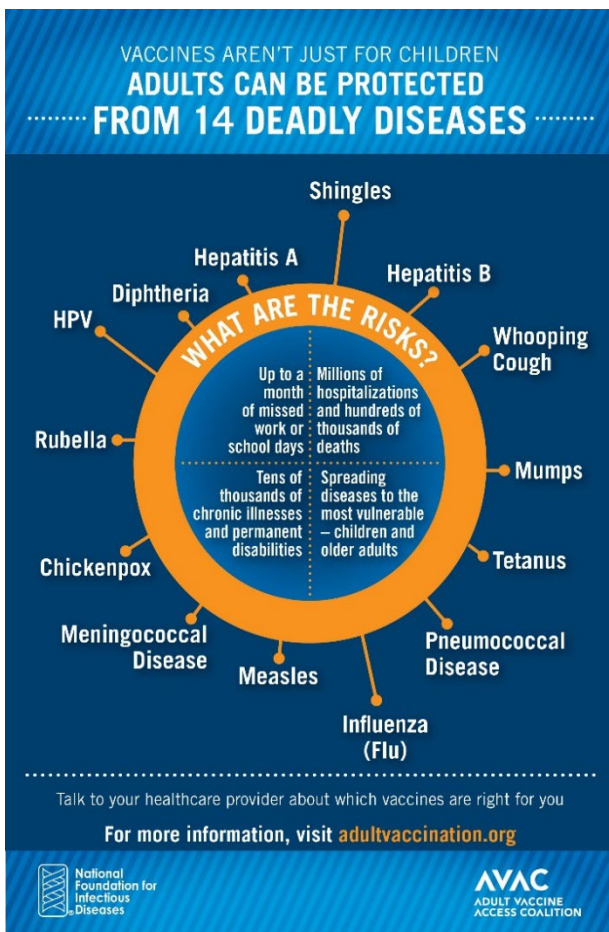 VACCINES AREN'T JUST FOR CHILDREN
ADULTS CAN BE PROTECTED
FROM 14 DEADLY DISEASES
Shingles
Hepatitis A
Hepatitis B
Diphtheria
HPV
Whooping
Cough
Rubella
Mumps
Chickenpox
Tetanus
Meningococcal
Disease
Pneumococcal
Disease
Measles
Influenza
(Flu)
WHAT ARE THE RISKS?
Up to a
month
of missed
work or
school days
Millions of
hospitalizations
and hundreds of
thousands of
deaths
Tens of
thousands of
chronic illnesses
and permanent
disabilities
Spreading
diseases to the
most vulnerable
– children and
older adults
Talk to your healthcare provider about which vaccines are right for you
For more information, visit adultvaccination.org
National
Foundation for
Infectious
Diseases
AVAC
ADULT VACCINE
ACCESS COALITION